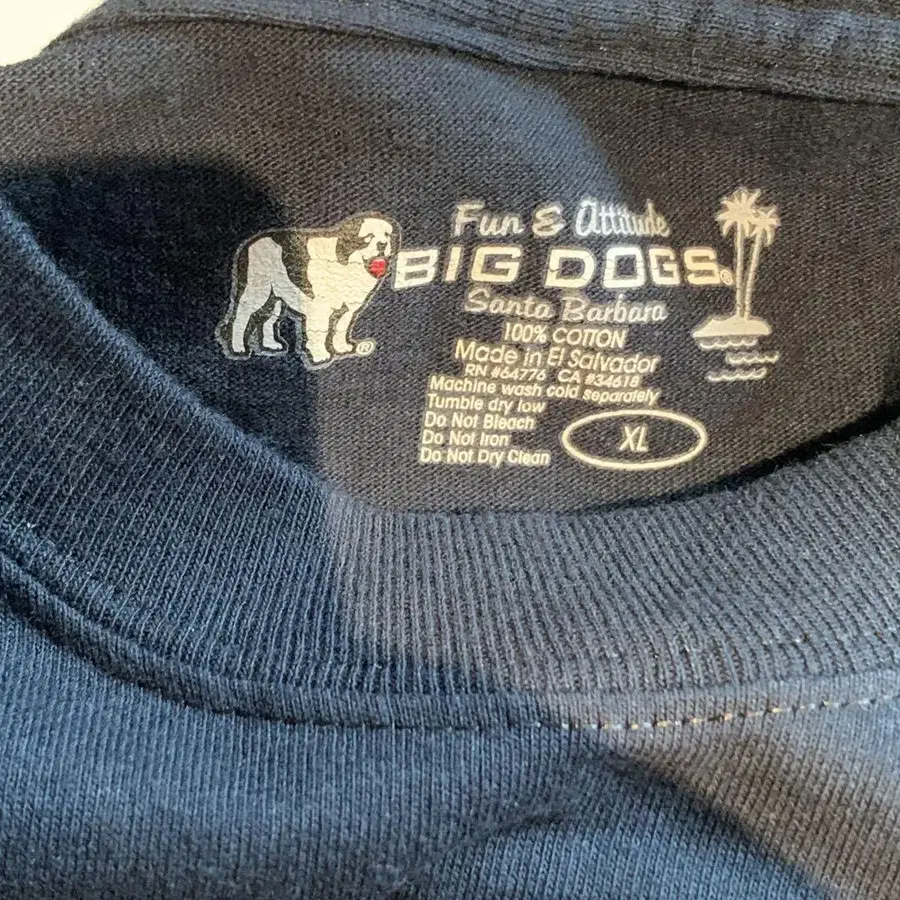 Fun & Attitude
BIG DOGS®
Santa Barbara
100% COTTON
Made in El Salvador
RN #64776 CA #34618
Machine wash cold separately
Tumble dry low
Do Not Bleach
Do Not Iron
Do Not Dry Clean
XL
®